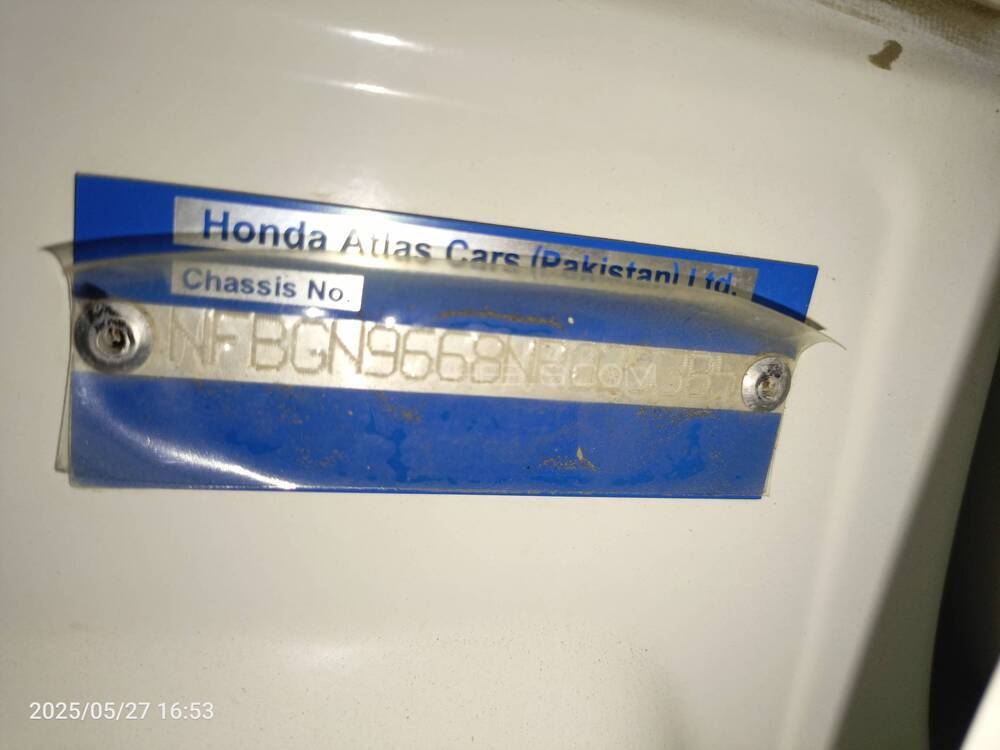 Honda Atlas Cars (Pakistan) Ltd.
Chassis No.
2025/05/27 16:53